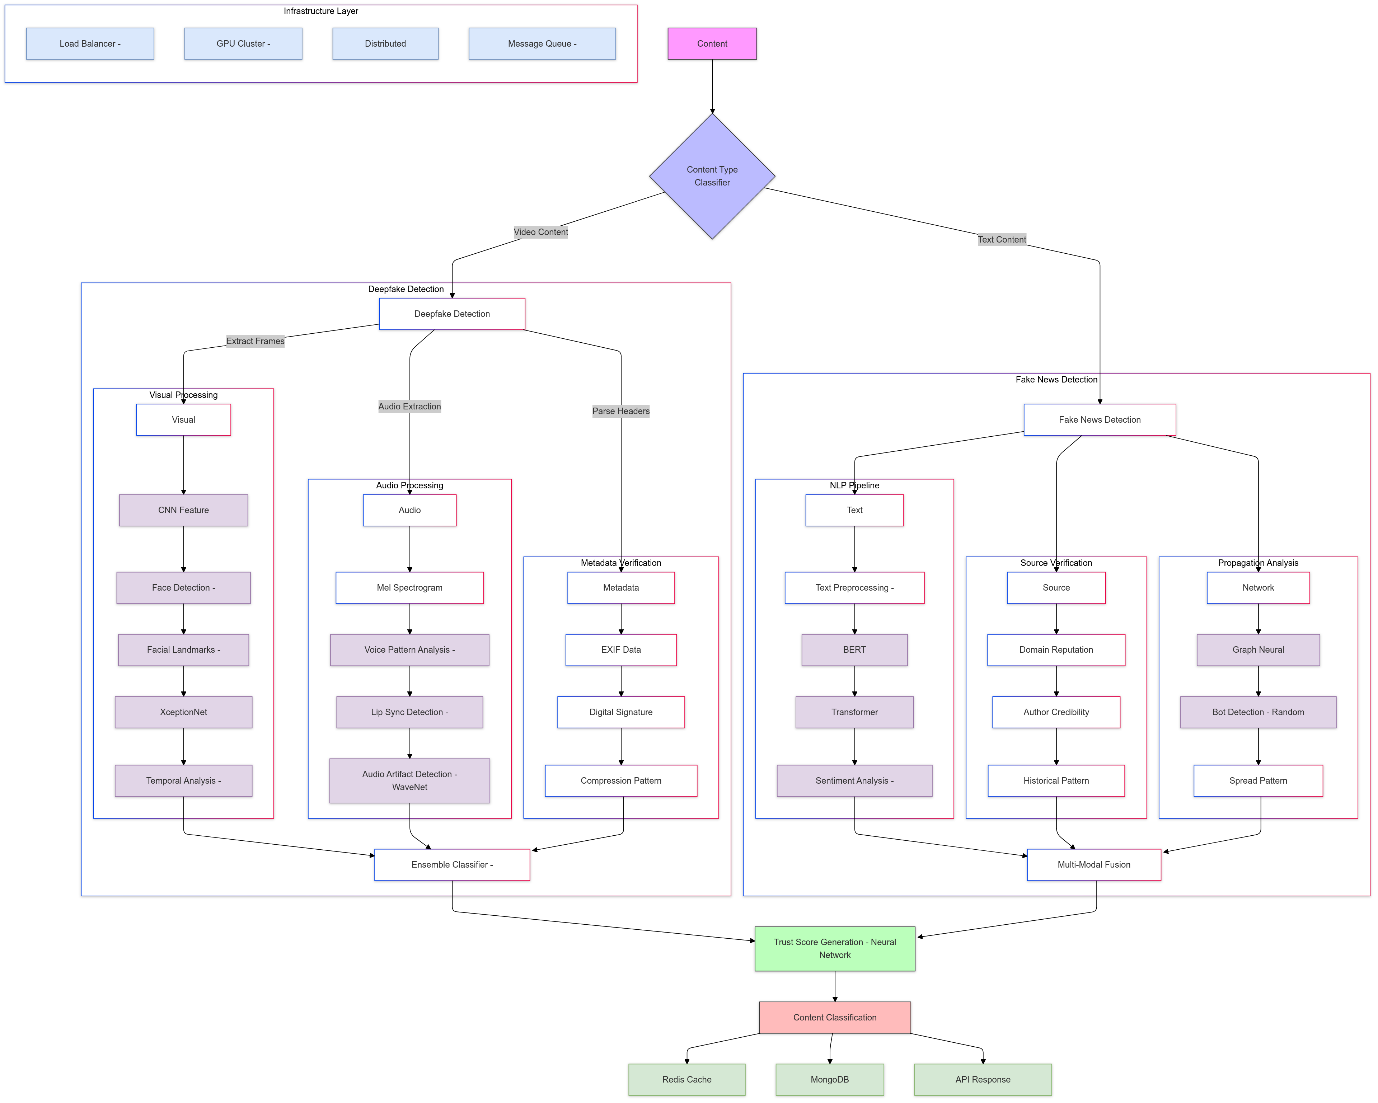 Infrastructure Layer
Load Balancer -
GPU Cluster -
Distributed
Message Queue -
Content
Content Type
Classifier
Video Content
Text Content
Deepfake Detection
Deepfake Detection
Extract Frames
Audio Extraction
Parse Headers
Visual Processing
Visual
CNN Feature
Face Detection -
Facial Landmarks -
XceptionNet
Temporal Analysis -
Audio Processing
Audio
Mel Spectrogram
Voice Pattern Analysis -
Lip Sync Detection -
Audio Artifact Detection -
WaveNet
Metadata Verification
Metadata
EXIF Data
Digital Signature
Compression Pattern
Ensemble Classifier -
Fake News Detection
Fake News Detection
NLP Pipeline
Text
Text Preprocessing -
BERT
Transformer
Sentiment Analysis -
Source Verification
Source
Domain Reputation
Author Credibility
Historical Pattern
Propagation Analysis
Network
Graph Neural
Bot Detection - Random
Spread Pattern
Multi-Modal Fusion
Trust Score Generation - Neural
Network
Content Classification
Redis Cache
MongoDB
API Response